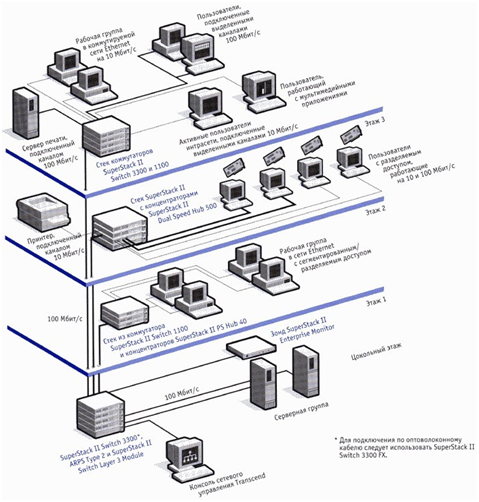 Рабочая группа
в коммутируемой
сети Ethernet
на 10 Мбит/с
Пользователи,
подключенные
выделенными
каналами
100 Мбит/с
Пользователь,
работающий
с мультимедийными
приложениями
Сервер печати,
подключенный
каналом
100 Мбит/с
Стек коммутаторов
SuperStack II
Switch 3300 и 1100
Активные пользователи
интрасети, подключенные
выделенными каналами 10 Мбит/с
Этаж 3
Пользователи
с разделяемым
доступом,
работающие
на 10 и 100 Мбит/с
Стек SuperStack II
с концентраторами
SuperStack II
Dual Speed Hub 500
Принтер,
подключенный
каналом
10 Мбит/с
Этаж 2
Рабочая группа
в сети Ethernet
с сегментированным/
разделяемым доступом
100 Мбит/с
Стек из коммутатора
SuperStack II Switch 1100
и концентраторов SuperStack II PS Hub 40
Этаж 1
Зонд SuperStack II
Enterprise Monitor
Цокольный этаж
100 Мбит/с
Серверная группа
SuperStack II Switch 3300*,
ARPS Type 2 и SuperStack II
Switch Layer 3 Module
Консоль сетевого
управления Transcend
* Для подключения по оптоволоконному
кабелю следует использовать SuperStack II
Switch 3300 FX.